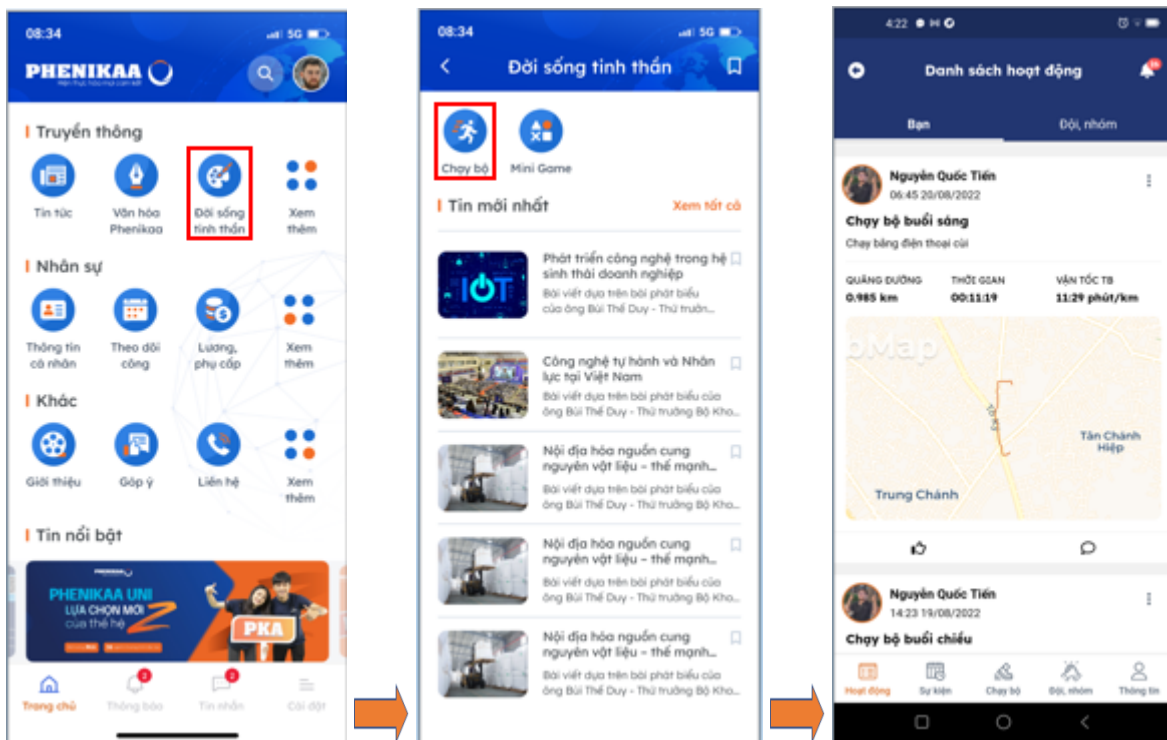 08:34
5G
PHENIKAA
Truyền thông
Tin tức
Văn hóa
Phenikaa
Đời sống
tinh thần
Xem
thêm
Nhân sự
Thông tin
cá nhân
Theo dõi
công
Lương,
phụ cấp
Xem
thêm
Khác
Giới thiệu
Góp ý
Liên hệ
Xem
thêm
Tin nổi bật
PHENIKAA UNI
LỰA CHỌN MỚI
của thế hệ Z
PKA
Trang chủ
Thông báo
Tin nhắn
Cài đặt
08:34
5G
Đời sống tinh thần
Chạy bộ
Mini Game
Tin mới nhất
Xem tất cả
IOT
Phát triển công nghệ trong hệ
sinh thái doanh nghiệp
Bài viết dựa trên bài phát biểu
của ông Bùi Thế Duy - Thứ trưởn...
Công nghệ tự hành và Nhân
lực tại Việt Nam
Bài viết dựa trên bài phát biểu của
ông Bùi Thế Duy - Thứ trưởng Bộ Kho...
Nội địa hóa nguồn cung
nguyên vật liệu – thế mạnh...
Bài viết dựa trên bài phát biểu của
ông Bùi Thế Duy - Thứ trưởng Bộ Kho...
Nội địa hóa nguồn cung
nguyên vật liệu – thế mạnh...
Bài viết dựa trên bài phát biểu của
ông Bùi Thế Duy - Thứ trưởng Bộ Kho...
Nội địa hóa nguồn cung
nguyên vật liệu – thế mạnh...
Bài viết dựa trên bài phát biểu của
ông Bùi Thế Duy - Thứ trưởng Bộ Kho...
4:22
Danh sách hoạt động
Bạn
Đội, nhóm
Nguyễn Quốc Tiến
06:45 20/08/2022
Chạy bộ buổi sáng
Chạy bằng điện thoại cùi
QUÃNG ĐƯỜNG
THỜI GIAN
VẬN TỐC TB
0.985 km
00:11:19
11:29 phút/km
bMap
Tô Ký
Tân Chánh
Hiệp
Trung Chánh
Nguyễn Quốc Tiến
14:23 19/08/2022
Chạy bộ buổi chiều
Hoạt động
Sự kiện
Chạy bộ
Đội, nhóm
Thông tin